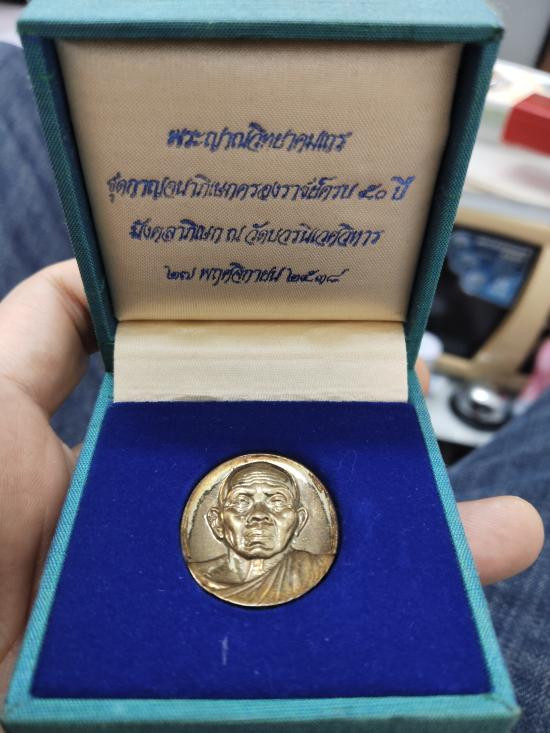 พระญาณวิทยาคมเถร
ชุดกาญจนาภิเษกครองราชย์ครบ ๕๐ ปี
มังคลาภิเษก ณ วัดบวรนิเวศวิหาร
๒๗ พฤศจิกายน ๒๕๓๘